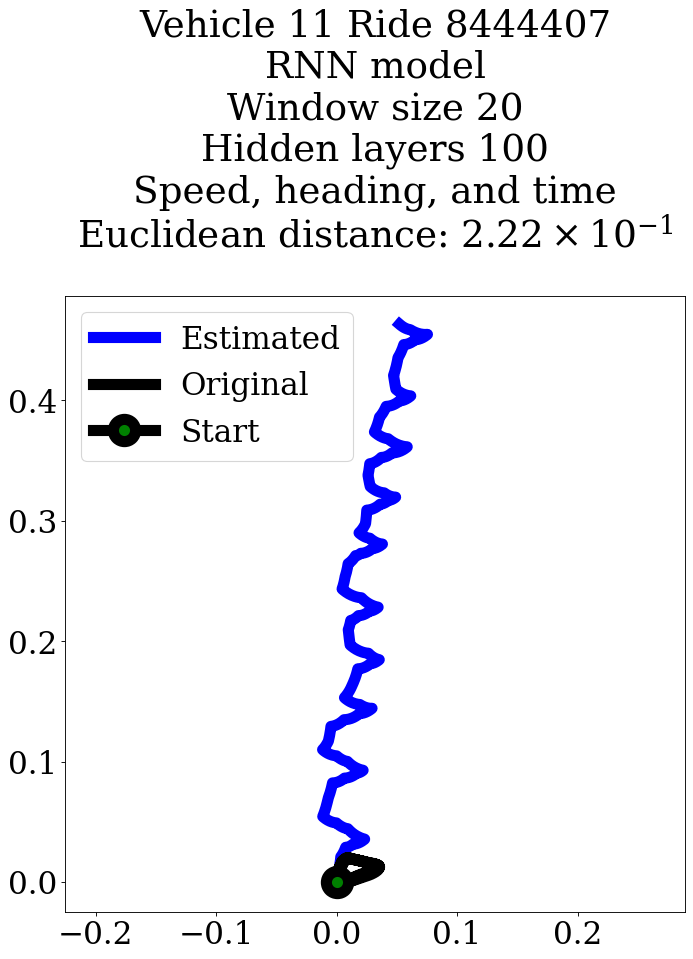 Vehicle 11 Ride 8444407
RNN model
Window size 20
Hidden layers 100
Speed, heading, and time
Euclidean distance: 2.22 × 10⁻¹
Estimated
Original
Start
0.4
0.3
0.2
0.1
0.0
−0.2 −0.1 0.0 0.1 0.2